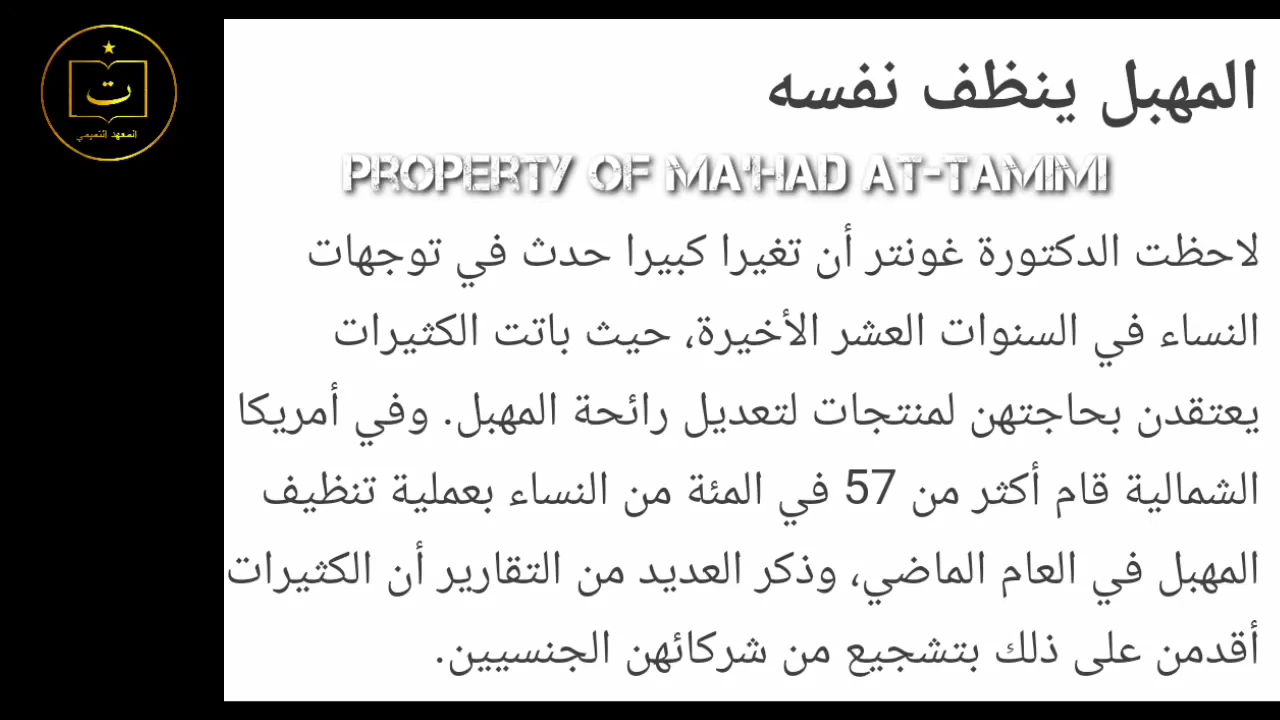 ت
المعهد التميمي
المهبل ينظف نفسه
PROPERTY OF MA'HAD AT-TAMIMI
لاحظت الدكتورة غونتر أن تغيرا كبيرا حدث في توجهات
النساء في السنوات العشر الأخيرة، حيث باتت الكثيرات
يعتقدن بحاجتهن لمنتجات لتعديل رائحة المهبل. وفي أمريكا
الشمالية قام أكثر من 57 في المئة من النساء بعملية تنظيف
المهبل في العام الماضي، وذكر العديد من التقارير أن الكثيرات
أقدمن على ذلك بتشجيع من شركائهن الجنسيين.